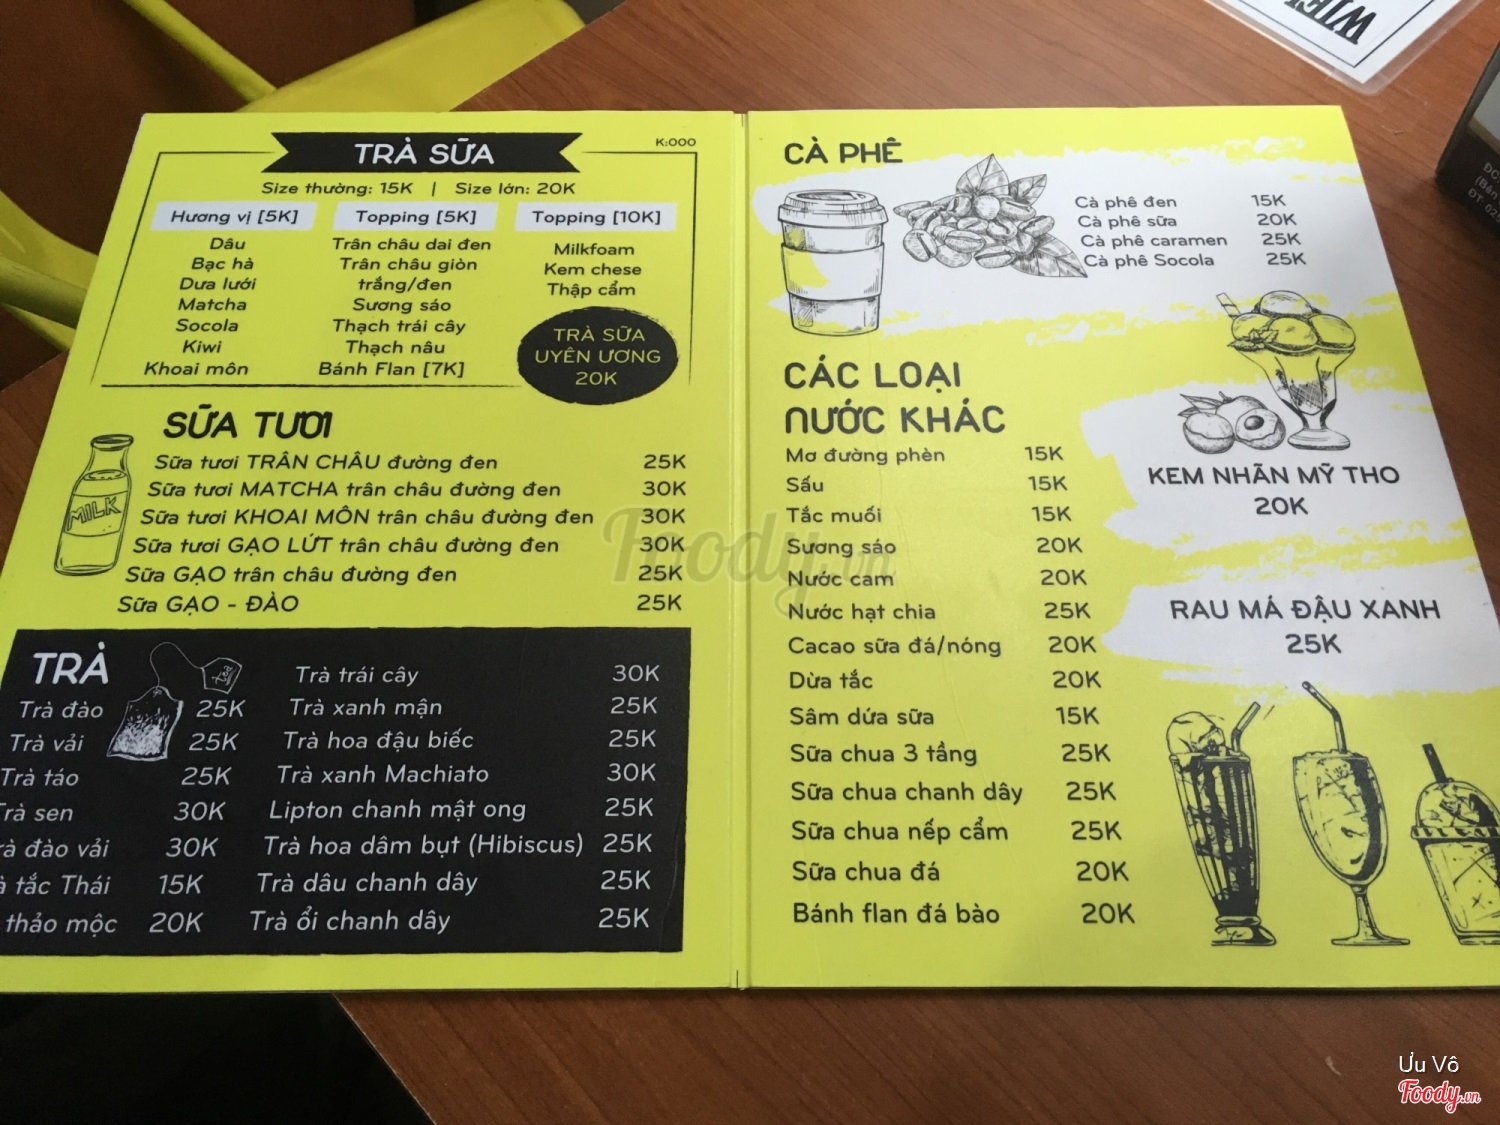 TRÀ SỮA
K:000
Size thường: 15K | Size lớn: 20K
Hương vị [5K]
Dâu
Bạc hà
Dưa lưới
Matcha
Socola
Kiwi
Khoai môn
Topping [5K]
Trân châu dai đen
Trân châu giòn
trắng/đen
Sương sáo
Thạch trái cây
Thạch nâu
Bánh Flan [7K]
Topping [10K]
Milkfoam
Kem chese
Thập cẩm
TRÀ SỮA
UYÊN ƯƠNG
20K
SỮA TƯƠI
MILK
Sữa tươi TRÂN CHÂU đường đen 25K
Sữa tươi MATCHA trân châu đường đen 30K
Sữa tươi KHOAI MÔN trân châu đường đen 30K
Sữa tươi GẠO LỨT trân châu đường đen 30K
Sữa GẠO trân châu đường đen 25K
Sữa GẠO - ĐÀO 25K
TRÀ
Trà đào 25K
Trà vải 25K
Trà táo 25K
Trà sen 30K
rà đào vải 30K
à tắc Thái 15K
thảo mộc 20K
Trà trái cây 30K
Trà xanh mận 25K
Trà hoa đậu biếc 25K
Trà xanh Machiato 30K
Lipton chanh mật ong 25K
Trà hoa dâm bụt (Hibiscus) 25K
Trà dâu chanh dây 25K
Trà ổi chanh dây 25K
CÀ PHÊ
Cà phê đen 15K
Cà phê sữa 20K
Cà phê caramen 25K
Cà phê Socola 25K
CÁC LOẠI
NƯỚC KHÁC
Mơ đường phèn 15K
Sấu 15K
Tắc muối 15K
Sương sáo 20K
Nước cam 20K
Nước hạt chia 25K
Cacao sữa đá/nóng 20K
Dừa tắc 20K
Sâm dứa sữa 15K
Sữa chua 3 tầng 25K
Sữa chua chanh dây 25K
Sữa chua nếp cẩm 25K
Sữa chua đá 20K
Bánh flan đá bào 20K
KEM NHÃN MỸ THO
20K
RAU MÁ ĐẬU XANH
25K
Foody.vn
Ưu Vô
Foody.vn